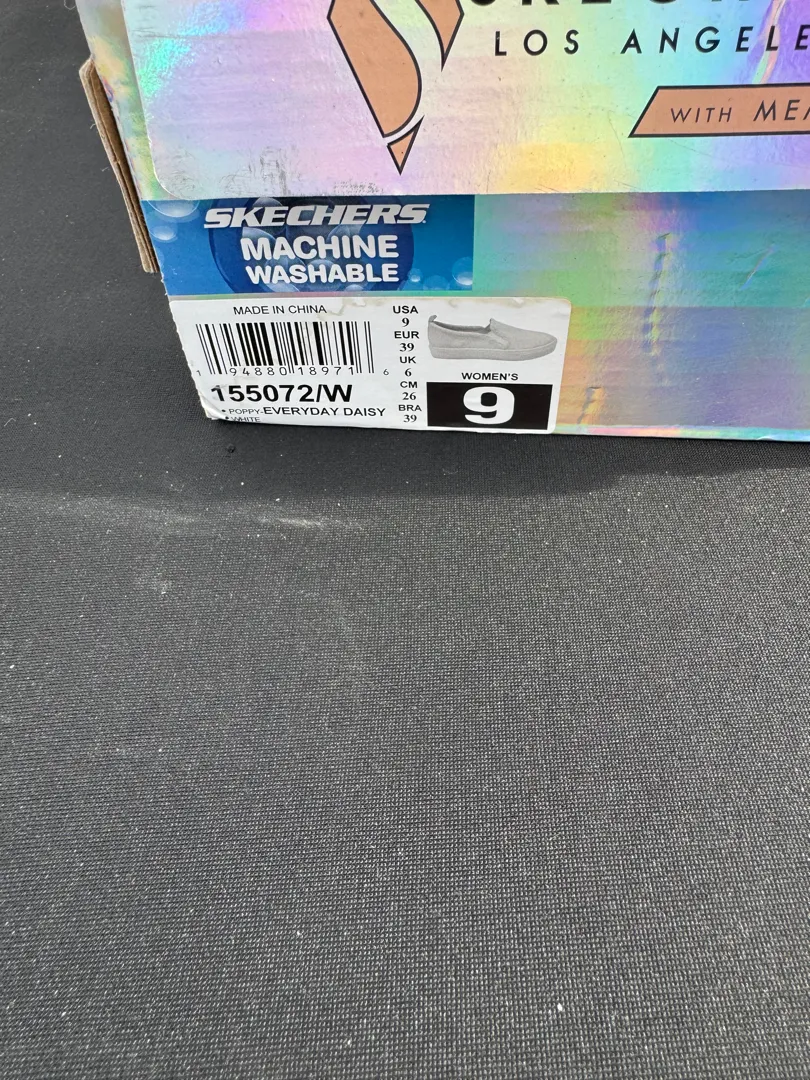 LOS ANGELE
WITH MEM
SKECHERS
MACHINE
WASHABLE
MADE IN CHINA
1 94880 18971 6
155072/W
• POPPY-EVERYDAY DAISY
• WHITE
USA
9
EUR
39
UK
6
CM
26
BRA
39
WOMEN'S
9